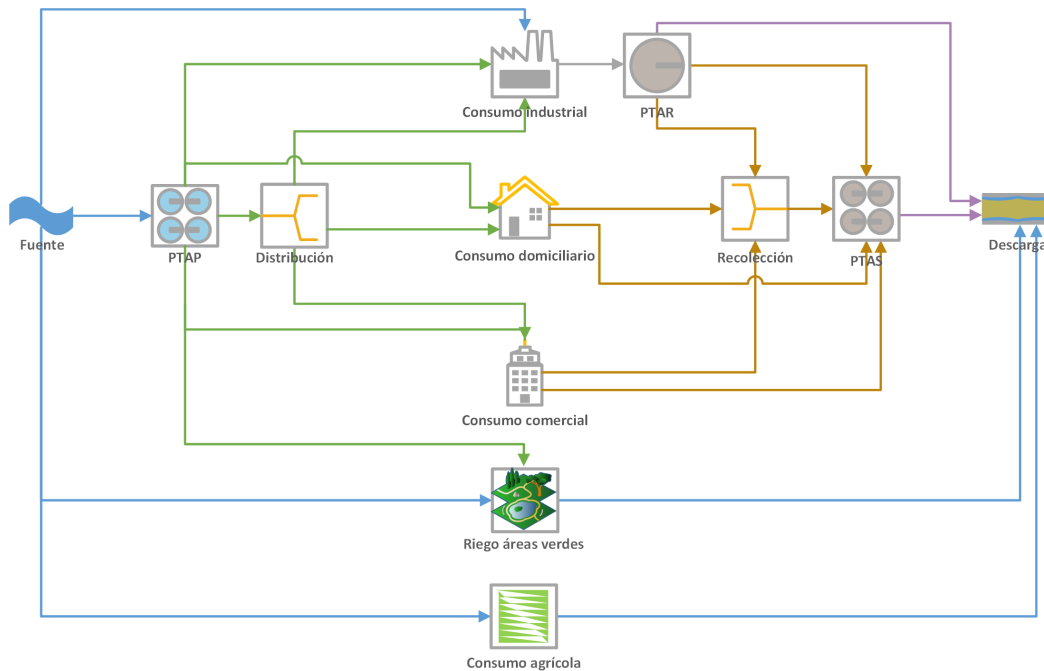 Consumo industrial
PTAR
Fuente
PTAP
Distribución
Consumo domiciliario
Recolección
PTAS
Descarga
Consumo comercial
Riego áreas verdes
Consumo agrícola